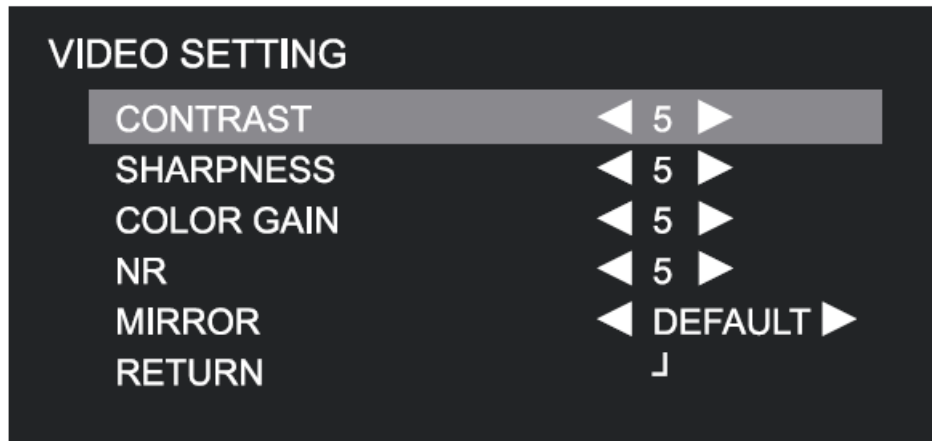 VIDEO SETTING
CONTRAST ◀ 5 ▶
SHARPNESS ◀ 5 ▶
COLOR GAIN ◀ 5 ▶
NR ◀ 5 ▶
MIRROR ◀ DEFAULT ▶
RETURN ┘